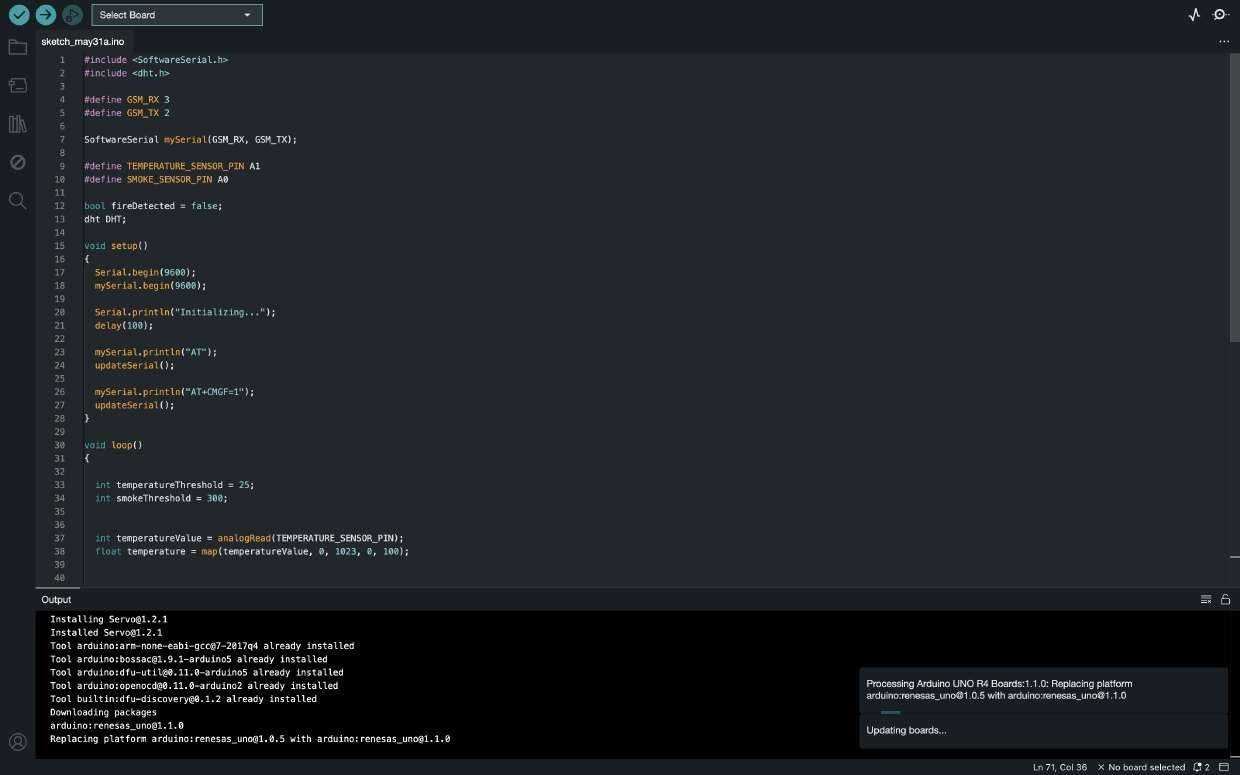 Select Board
sketch_may31a.ino
1 #include <SoftwareSerial.h>
2 #include <dht.h>
3
4 #define GSM_RX 3
5 #define GSM_TX 2
6
7 SoftwareSerial mySerial(GSM_RX, GSM_TX);
8
9 #define TEMPERATURE_SENSOR_PIN A1
10 #define SMOKE_SENSOR_PIN A0
11
12 bool fireDetected = false;
13 dht DHT;
14
15 void setup()
16 {
17 Serial.begin(9600);
18 mySerial.begin(9600);
19
20 Serial.println("Initializing...");
21 delay(100);
22
23 mySerial.println("AT");
24 updateSerial();
25
26 mySerial.println("AT+CMGF=1");
27 updateSerial();
28 }
29
30 void loop()
31 {
32
33 int temperatureThreshold = 25;
34 int smokeThreshold = 300;
35
36
37 int temperatureValue = analogRead(TEMPERATURE_SENSOR_PIN);
38 float temperature = map(temperatureValue, 0, 1023, 0, 100);
39
40
Output
Installing Servo@1.2.1
Installed Servo@1.2.1
Tool arduino:arm-none-eabi-gcc@7-2017q4 already installed
Tool arduino:bossac@1.9.1-arduino5 already installed
Tool arduino:dfu-util@0.11.0-arduino5 already installed
Tool arduino:openocd@0.11.0-arduino2 already installed
Tool builtin:dfu-discovery@0.1.2 already installed
Downloading packages
arduino:renesas_uno@1.1.0
Replacing platform arduino:renesas_uno@1.0.5 with arduino:renesas_uno@1.1.0
Processing Arduino UNO R4 Boards:1.1.0: Replacing platform
arduino:renesas_uno@1.0.5 with arduino:renesas_uno@1.1.0
Updating boards...
Ln 71, Col 36 × No board selected 2